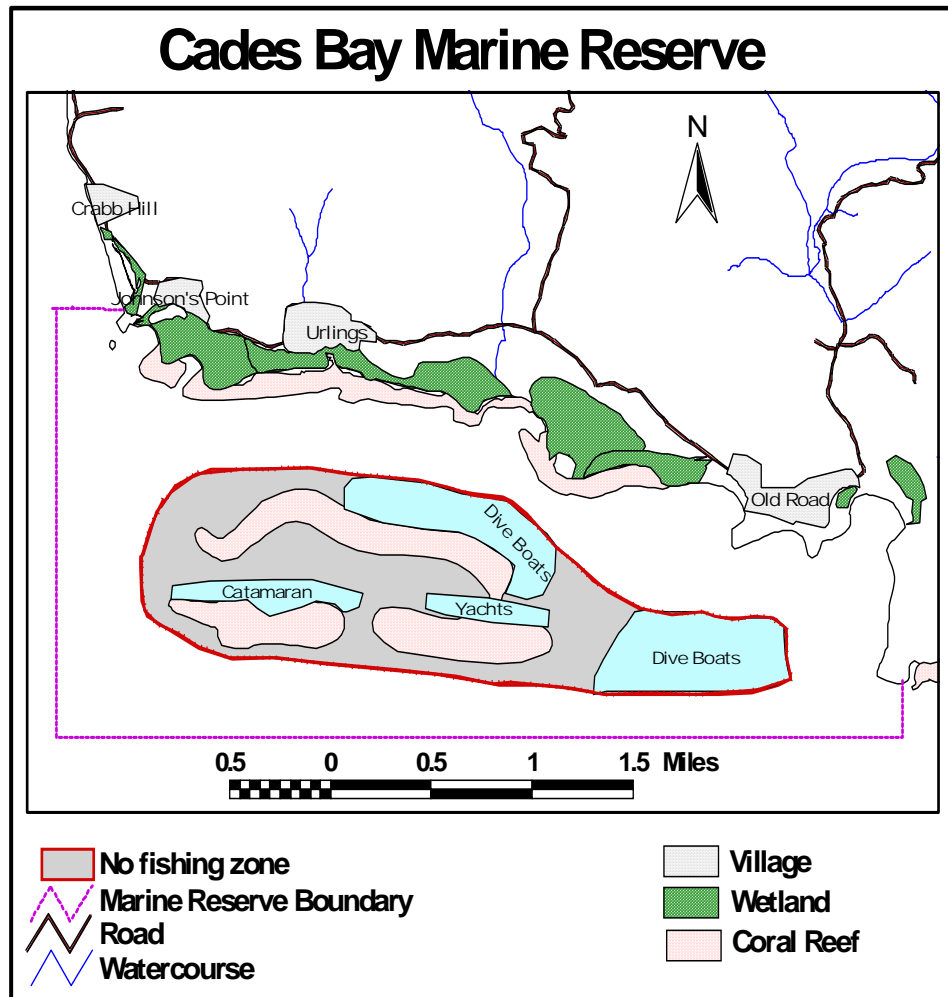 Cades Bay Marine Reserve
N
Crabb Hill
Johnson's Point
Urlings
Old Road
Dive Boats
Catamaran
Yachts
Dive Boats
0.5 0 0.5 1 1.5 Miles
No fishing zone
Marine Reserve Boundary
Road
Watercourse
Village
Wetland
Coral Reef